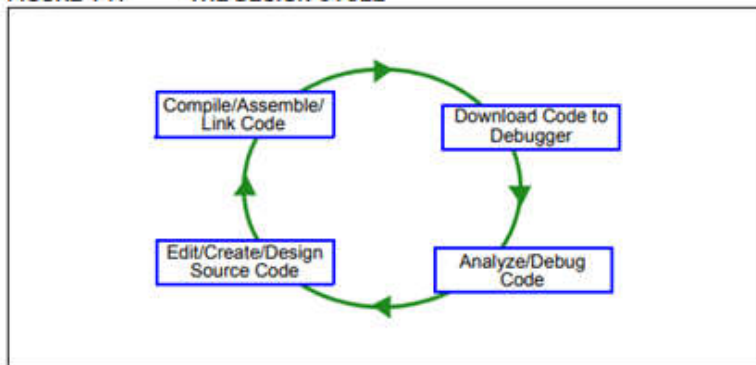 Compile/Assemble/
Link Code
Download Code to
Debugger
Edit/Create/Design
Source Code
Analyze/Debug
Code